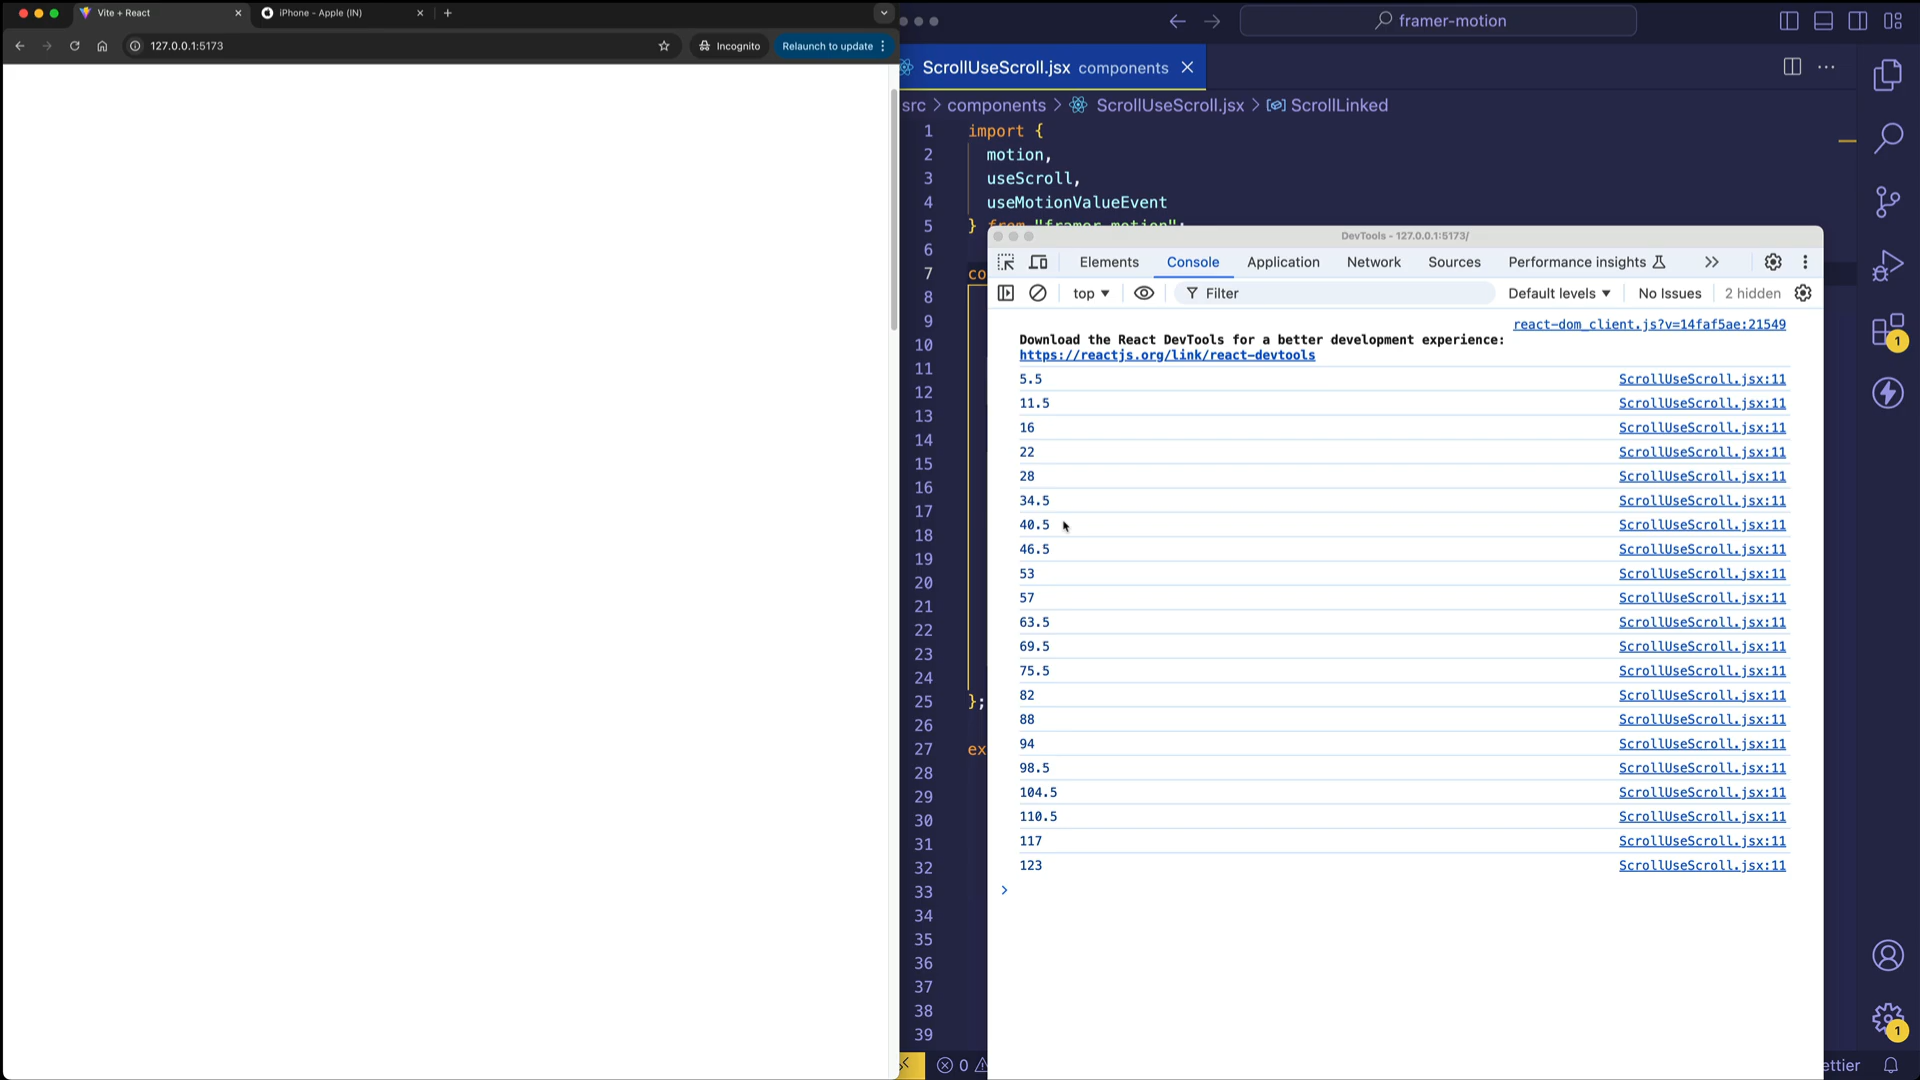 Vite + React
iPhone - Apple (IN)
127.0.0.1:5173
Incognito
Relaunch to update
framer-motion
ScrollUseScroll.jsx components
src > components > ScrollUseScroll.jsx > ScrollLinked
1 import {
2 motion,
3 useScroll,
4 useMotionValueEvent
5 } from "framer-motion";
6
7 co
8
9
10
11
12
13
14
15
16
17
18
19
20
21
22
23
24
25 };
26
27 ex
28
29
30
31
32
33
34
35
36
37
38
39
DevTools - 127.0.0.1:5173/
Elements Console Application Network Sources Performance insights
top Filter Default levels No Issues 2 hidden
react-dom_client.js?v=14faf5ae:21549
Download the React DevTools for a better development experience:
https://reactjs.org/link/react-devtools
5.5 ScrollUseScroll.jsx:11
11.5 ScrollUseScroll.jsx:11
16 ScrollUseScroll.jsx:11
22 ScrollUseScroll.jsx:11
28 ScrollUseScroll.jsx:11
34.5 ScrollUseScroll.jsx:11
40.5 ScrollUseScroll.jsx:11
46.5 ScrollUseScroll.jsx:11
53 ScrollUseScroll.jsx:11
57 ScrollUseScroll.jsx:11
63.5 ScrollUseScroll.jsx:11
69.5 ScrollUseScroll.jsx:11
75.5 ScrollUseScroll.jsx:11
82 ScrollUseScroll.jsx:11
88 ScrollUseScroll.jsx:11
94 ScrollUseScroll.jsx:11
98.5 ScrollUseScroll.jsx:11
104.5 ScrollUseScroll.jsx:11
110.5 ScrollUseScroll.jsx:11
117 ScrollUseScroll.jsx:11
123 ScrollUseScroll.jsx:11
>
1
1
0
ettier